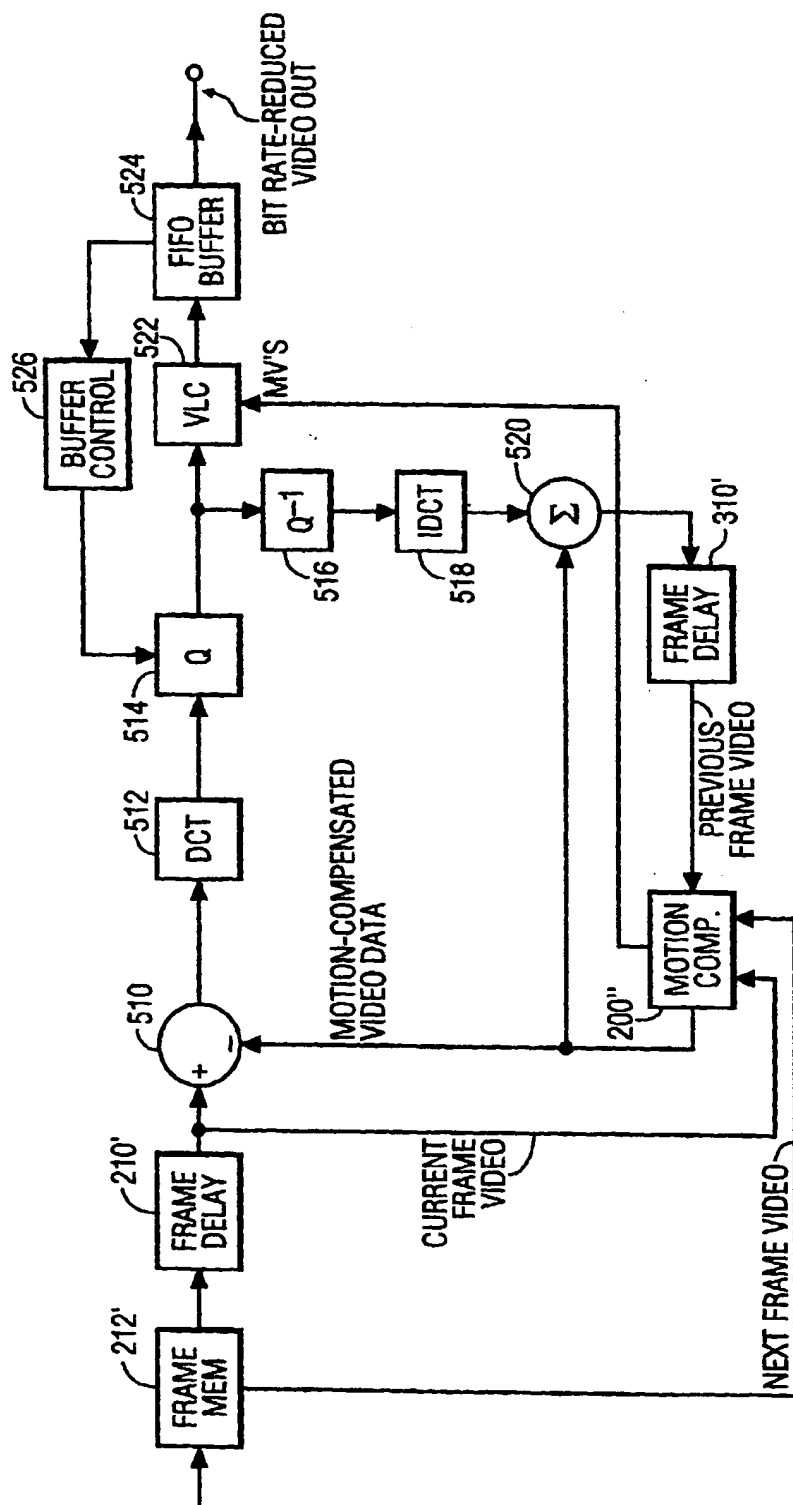 212'
FRAME
MEM
210'
FRAME
DELAY
510
+
−
512
DCT
514
Q
526
BUFFER
CONTROL
522
VLC
524
FIFO
BUFFER
BIT RATE-REDUCED
VIDEO OUT
MV'S
Q⁻¹
516
IDCT
518
520
Σ
310'
FRAME
DELAY
PREVIOUS
FRAME VIDEO
MOTION-COMPENSATED
VIDEO DATA
200"
MOTION
COMP.
CURRENT
FRAME
VIDEO
NEXT FRAME VIDEO